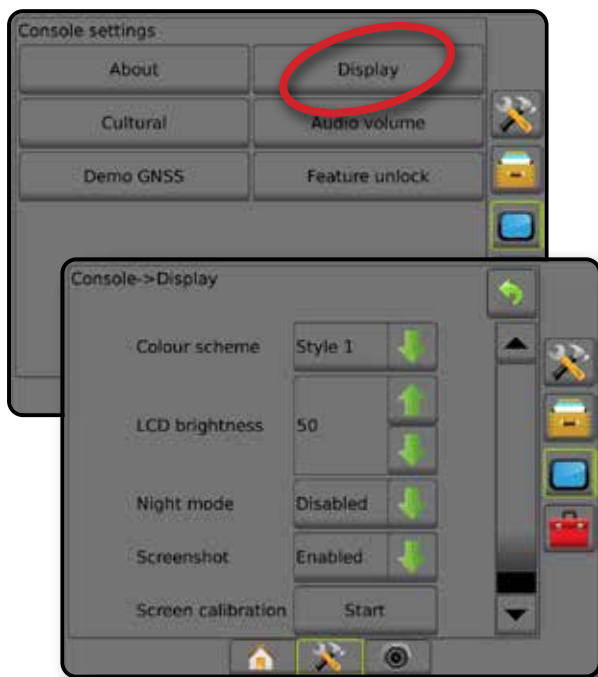 Console settings
About Display
Cultural Audio volume
Demo GNSS Feature unlock
Console->Display
Colour scheme Style 1
LCD brightness 50
Night mode Disabled
Screenshot Enabled
Screen calibration Start